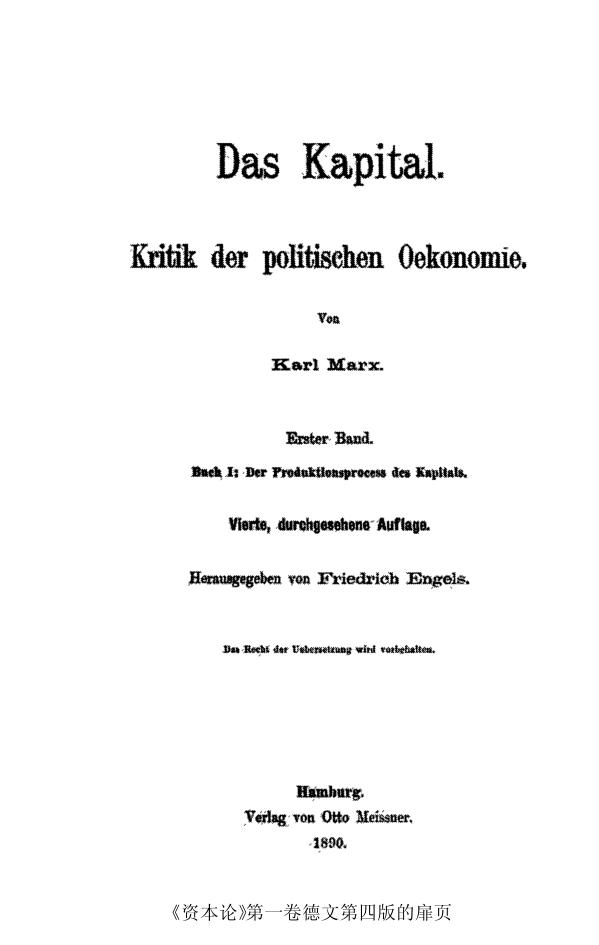 Das Kapital.
Kritik der politischen Oekonomie.
Von
Karl Marx.
Erster Band.
Buch I: Der Produktionsprocess des Kapitals.
Vierte, durchgesehene Auflage.
Herausgegeben von Friedrich Engels.
Das Recht der Uebersetzung wird vorbehalten.
Hamburg.
Verlag von Otto Meissner.
1890.
《资本论》第一卷德文第四版的扉页